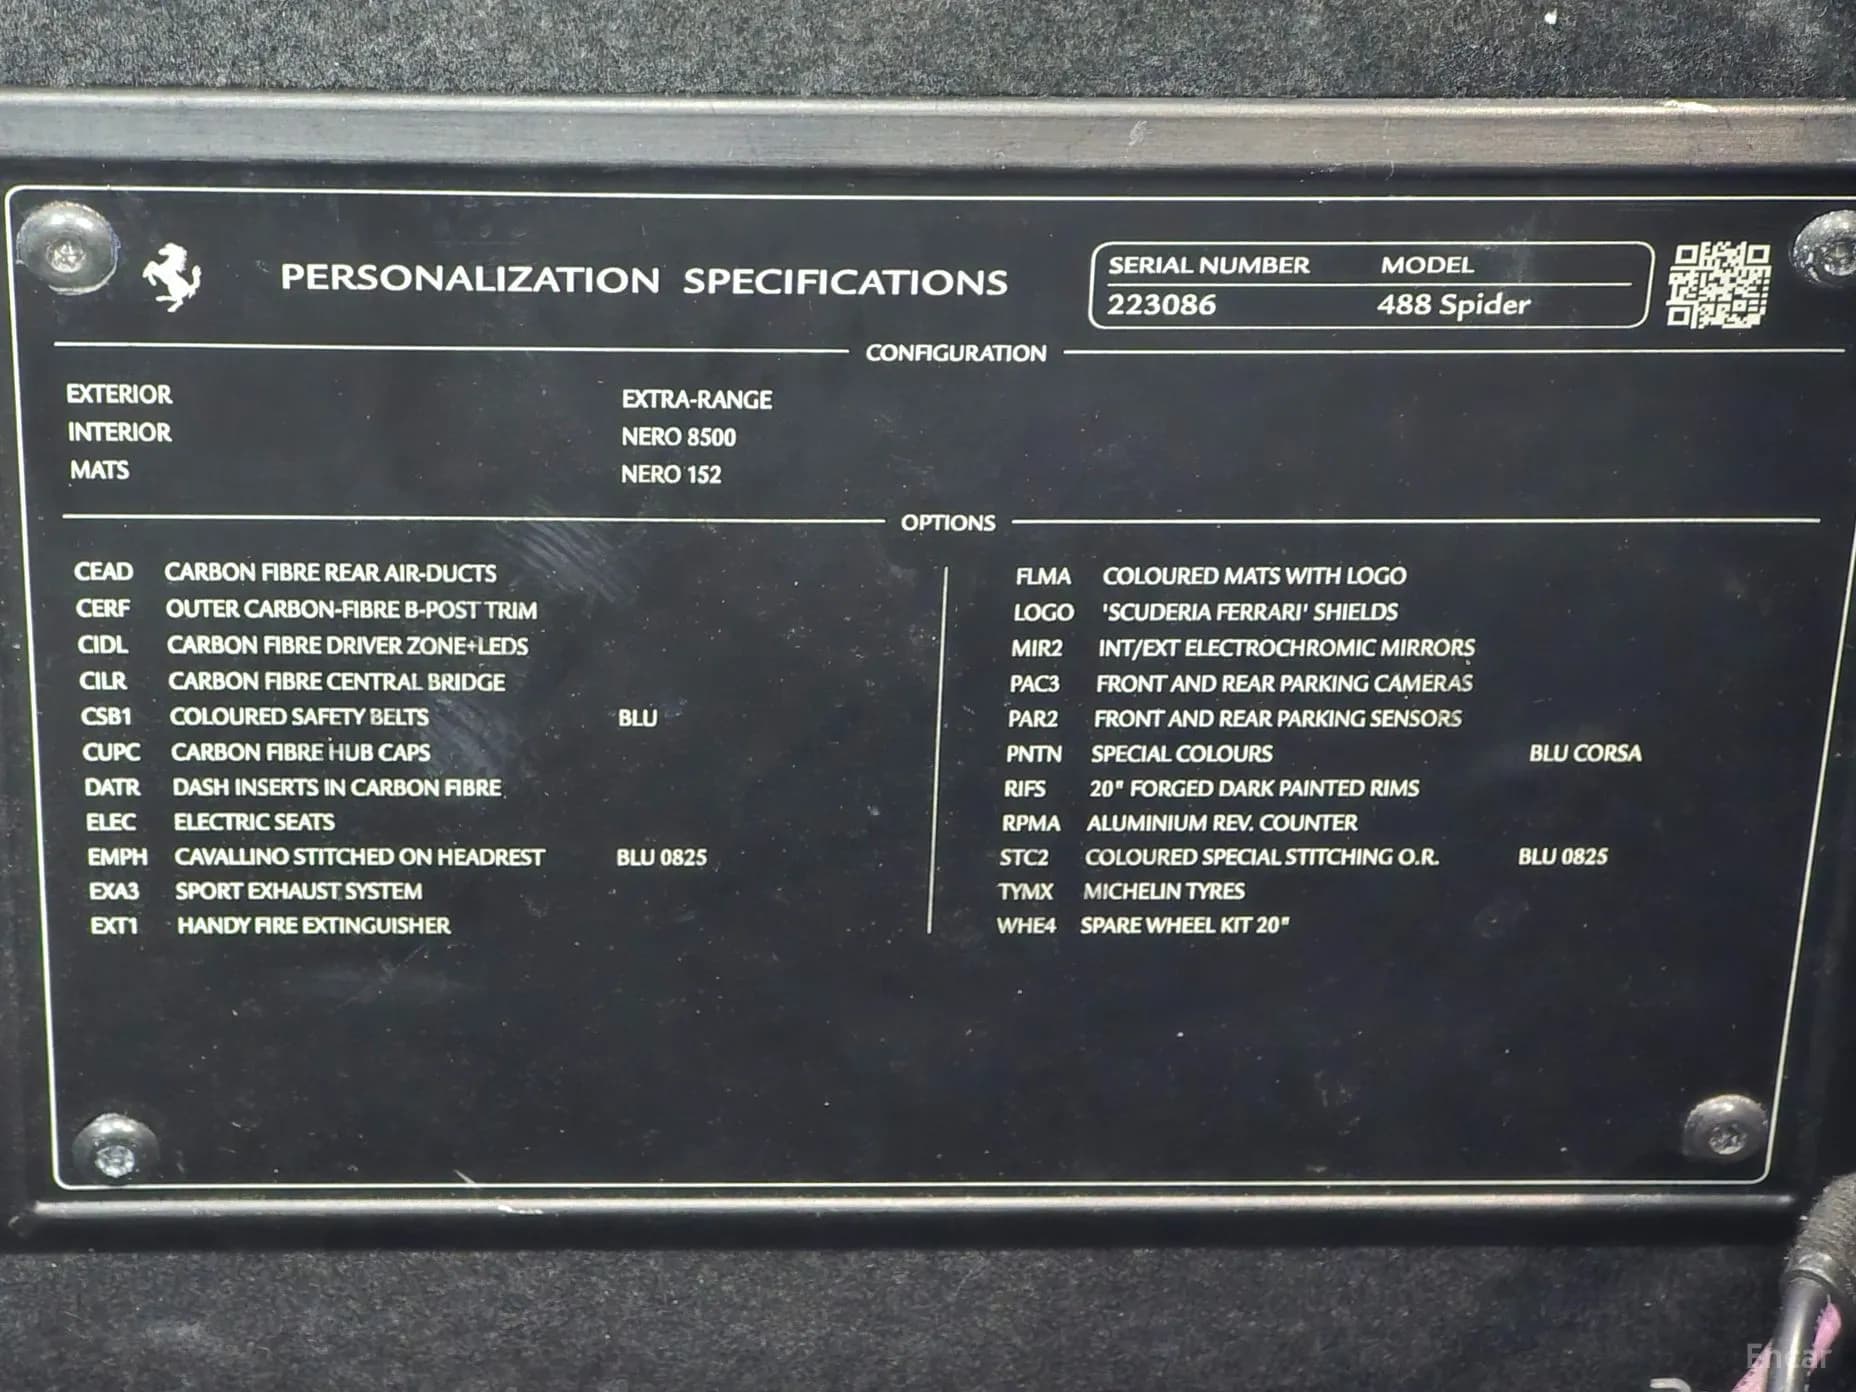 PERSONALIZATION SPECIFICATIONS
SERIAL NUMBER MODEL
223086 488 Spider
CONFIGURATION
EXTERIOR EXTRA-RANGE
INTERIOR NERO 8500
MATS NERO 152
OPTIONS
CEAD CARBON FIBRE REAR AIR-DUCTS
CERF OUTER CARBON-FIBRE B-POST TRIM
CIDL CARBON FIBRE DRIVER ZONE+LEDS
CILR CARBON FIBRE CENTRAL BRIDGE
CSB1 COLOURED SAFETY BELTS BLU
CUPC CARBON FIBRE HUB CAPS
DATR DASH INSERTS IN CARBON FIBRE
ELEC ELECTRIC SEATS
EMPH CAVALLINO STITCHED ON HEADREST BLU 0825
EXA3 SPORT EXHAUST SYSTEM
EXT1 HANDY FIRE EXTINGUISHER
FLMA COLOURED MATS WITH LOGO
LOGO 'SCUDERIA FERRARI' SHIELDS
MIR2 INT/EXT ELECTROCHROMIC MIRRORS
PAC3 FRONT AND REAR PARKING CAMERAS
PAR2 FRONT AND REAR PARKING SENSORS
PNTN SPECIAL COLOURS BLU CORSA
RIFS 20" FORGED DARK PAINTED RIMS
RPMA ALUMINIUM REV. COUNTER
STC2 COLOURED SPECIAL STITCHING O.R. BLU 0825
TYMX MICHELIN TYRES
WHE4 SPARE WHEEL KIT 20"
Encar